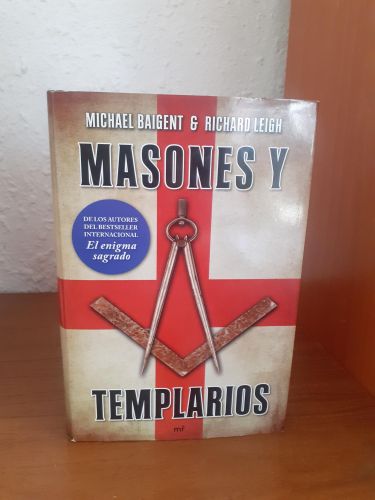 MICHAEL BAIGENT & RICHARD LEIGH
MASONES Y
DE LOS AUTORES
DEL BESTSELLER
INTERNACIONAL
El enigma
sagrado
TEMPLARIOS
mr